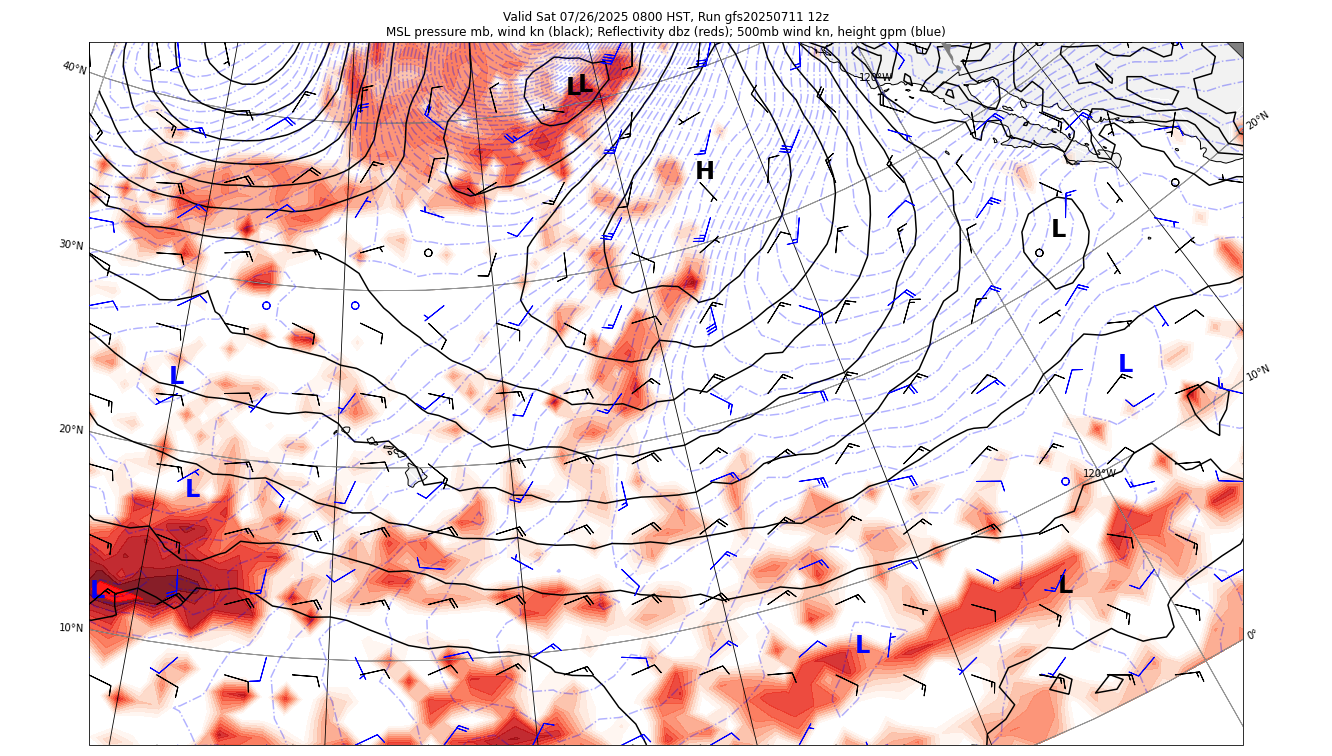 Valid Sat 07/26/2025 0800 HST, Run gfs20250711 12z
MSL pressure mb, wind kn (black); Reflectivity dbz (reds); 500mb wind kn, height gpm (blue)
40°N
120°W
20°N
L
L
H
L
30°N
L
L
10°N
20°N
120°W
L
L
L
10°N
L
0°